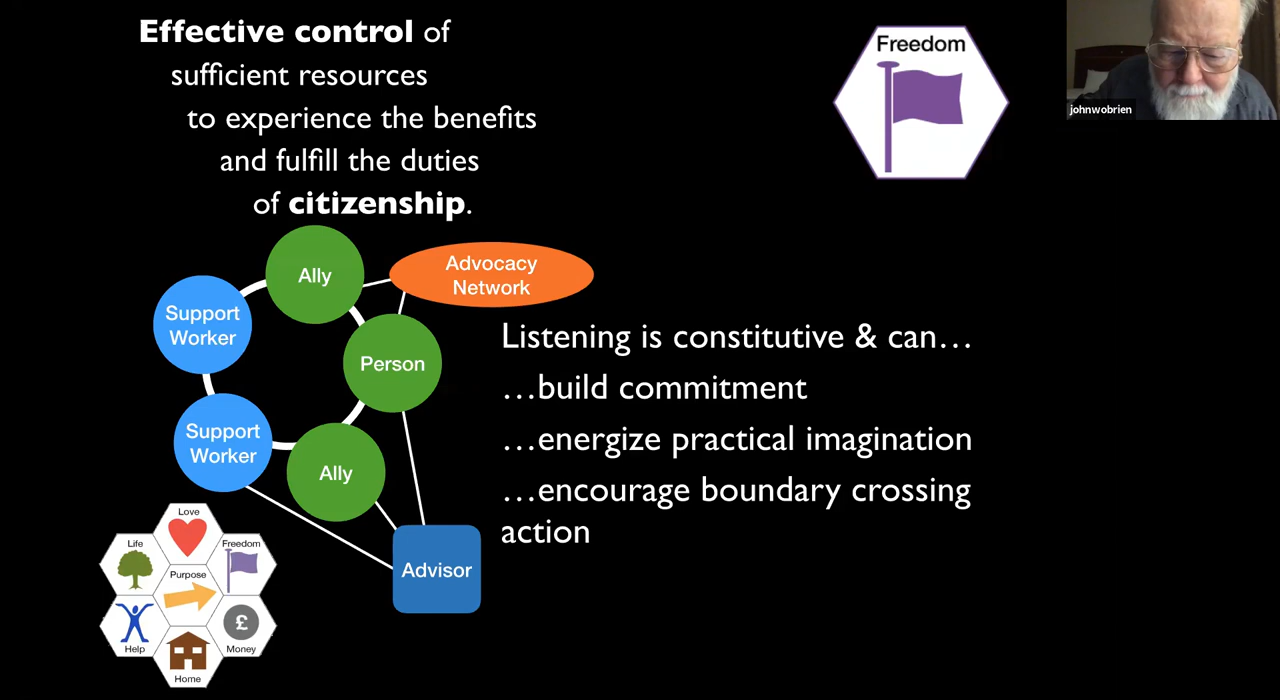 Effective control of
sufficient resources
to experience the benefits
and fulfill the duties
of citizenship.
Freedom
johnwobrien
Ally
Advocacy
Network
Support
Worker
Person
Support
Worker
Ally
Advisor
Listening is constitutive & can…
…build commitment
…energize practical imagination
…encourage boundary crossing
action
Love
Life
Freedom
Purpose
£
Help
Money
Home